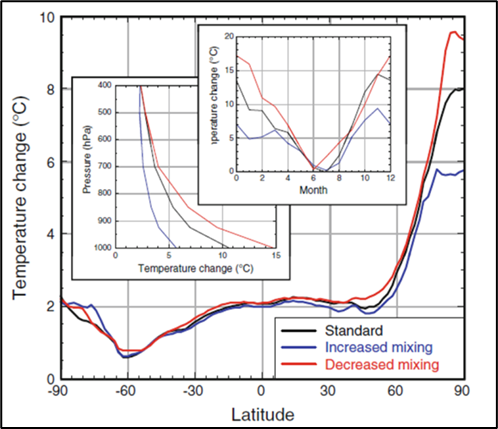 10
8
6
4
2
0
Temperature change (°C)
-90 -60 -30 0 30 60 90
Latitude
400
500
600
700
800
900
1000
Pressure (hPa)
0 5 10 15
Temperature change (°C)
20
15
10
5
0
perature change (°C)
0 2 4 6 8 10 12
Month
Standard
Increased mixing
Decreased mixing